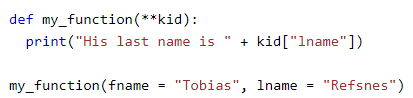 def my_function(**kid):
  print("His last name is " + kid["lname"])

my_function(fname = "Tobias", lname = "Refsnes")